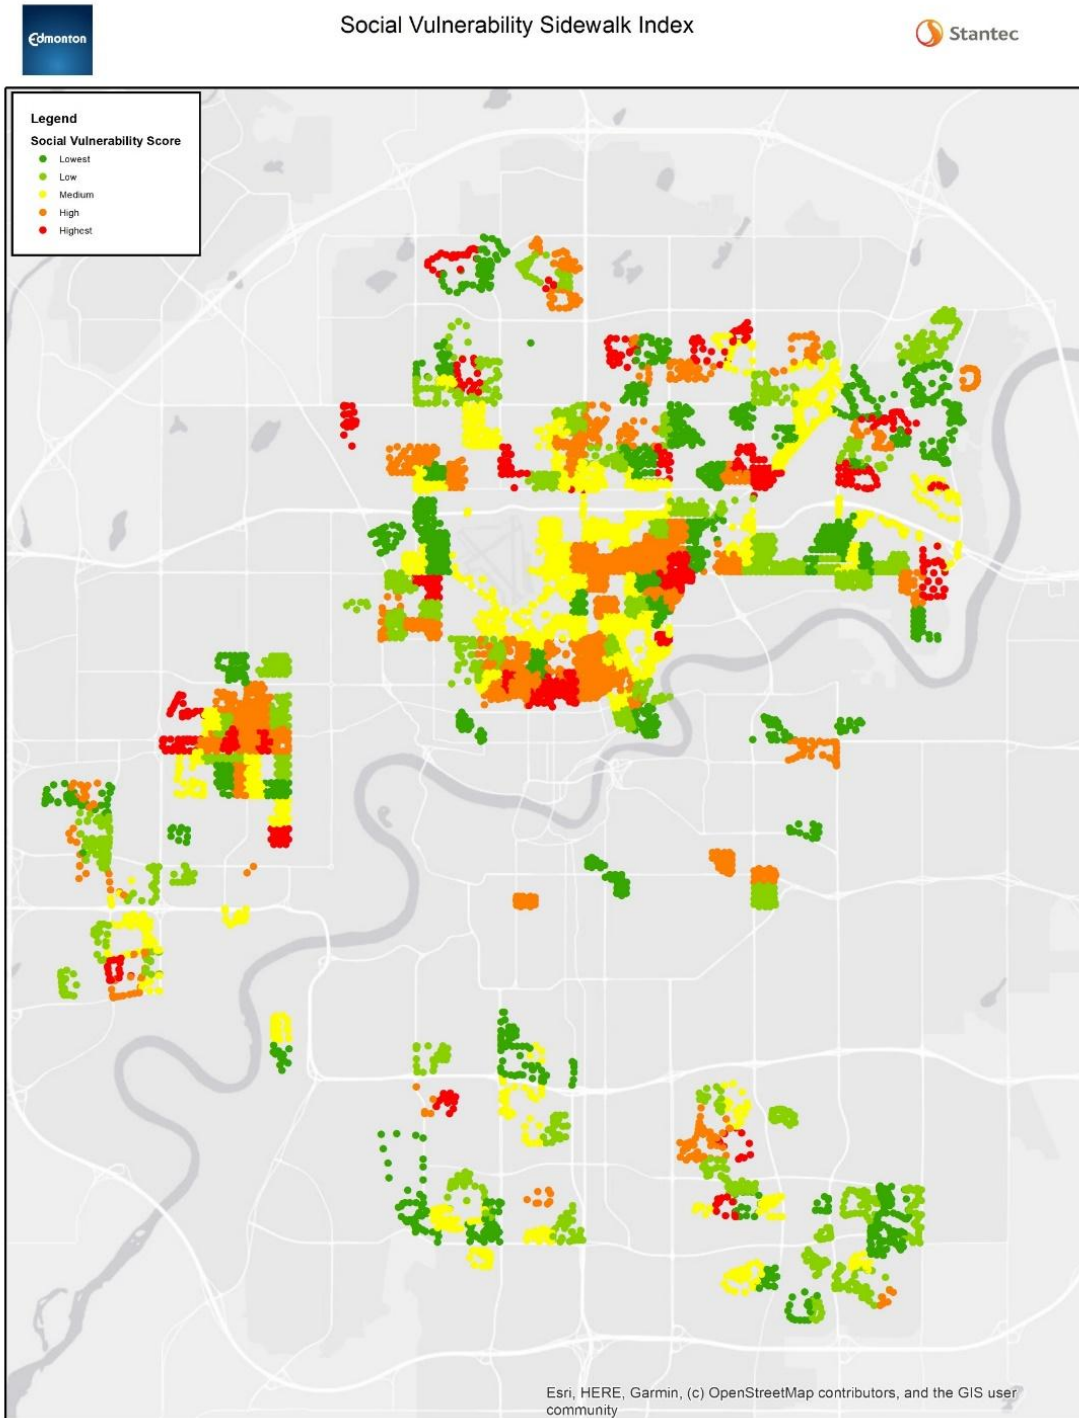 Edmonton
Social Vulnerability Sidewalk Index
Stantec
Legend
Social Vulnerability Score
Lowest
Low
Medium
High
Highest
Esri, HERE, Garmin, (c) OpenStreetMap contributors, and the GIS user
community